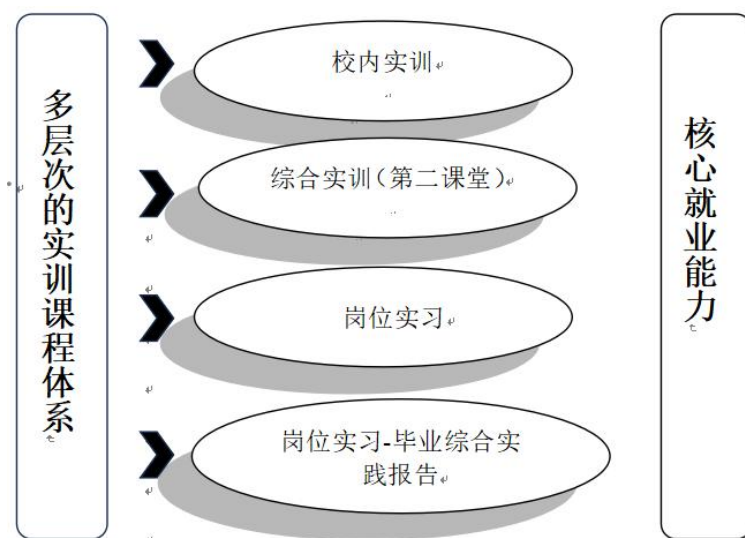 多层次的实训课程体系
校内实训
综合实训（第二课堂）
岗位实习
岗位实习-毕业综合实
践报告
核心就业能力